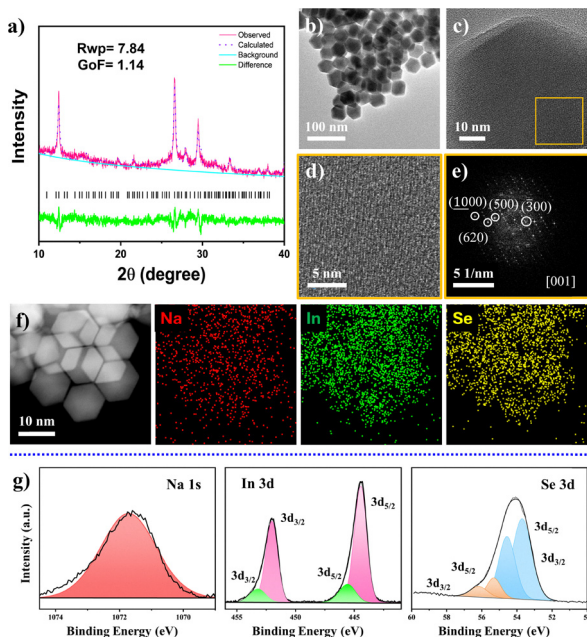 a)
Rwp= 7.84
GoF= 1.14
Observed
Calculated
Background
Difference
Intensity
10 20 30 40
2θ (degree)
b)
100 nm
c)
10 nm
d)
5 nm
e)
(1000) (500) (300)
(620)
5 1/nm
[001]
f)
10 nm
Na
In
Se
g)
Na 1s
Intensity (a.u.)
1074 1072 1070
Binding Energy (eV)
In 3d
3d3/2
3d5/2
3d3/2
3d5/2
455 450 445
Binding Energy (eV)
Se 3d
3d5/2
3d3/2
3d5/2
3d3/2
60 58 56 54 52 50
Binding Energy (eV)